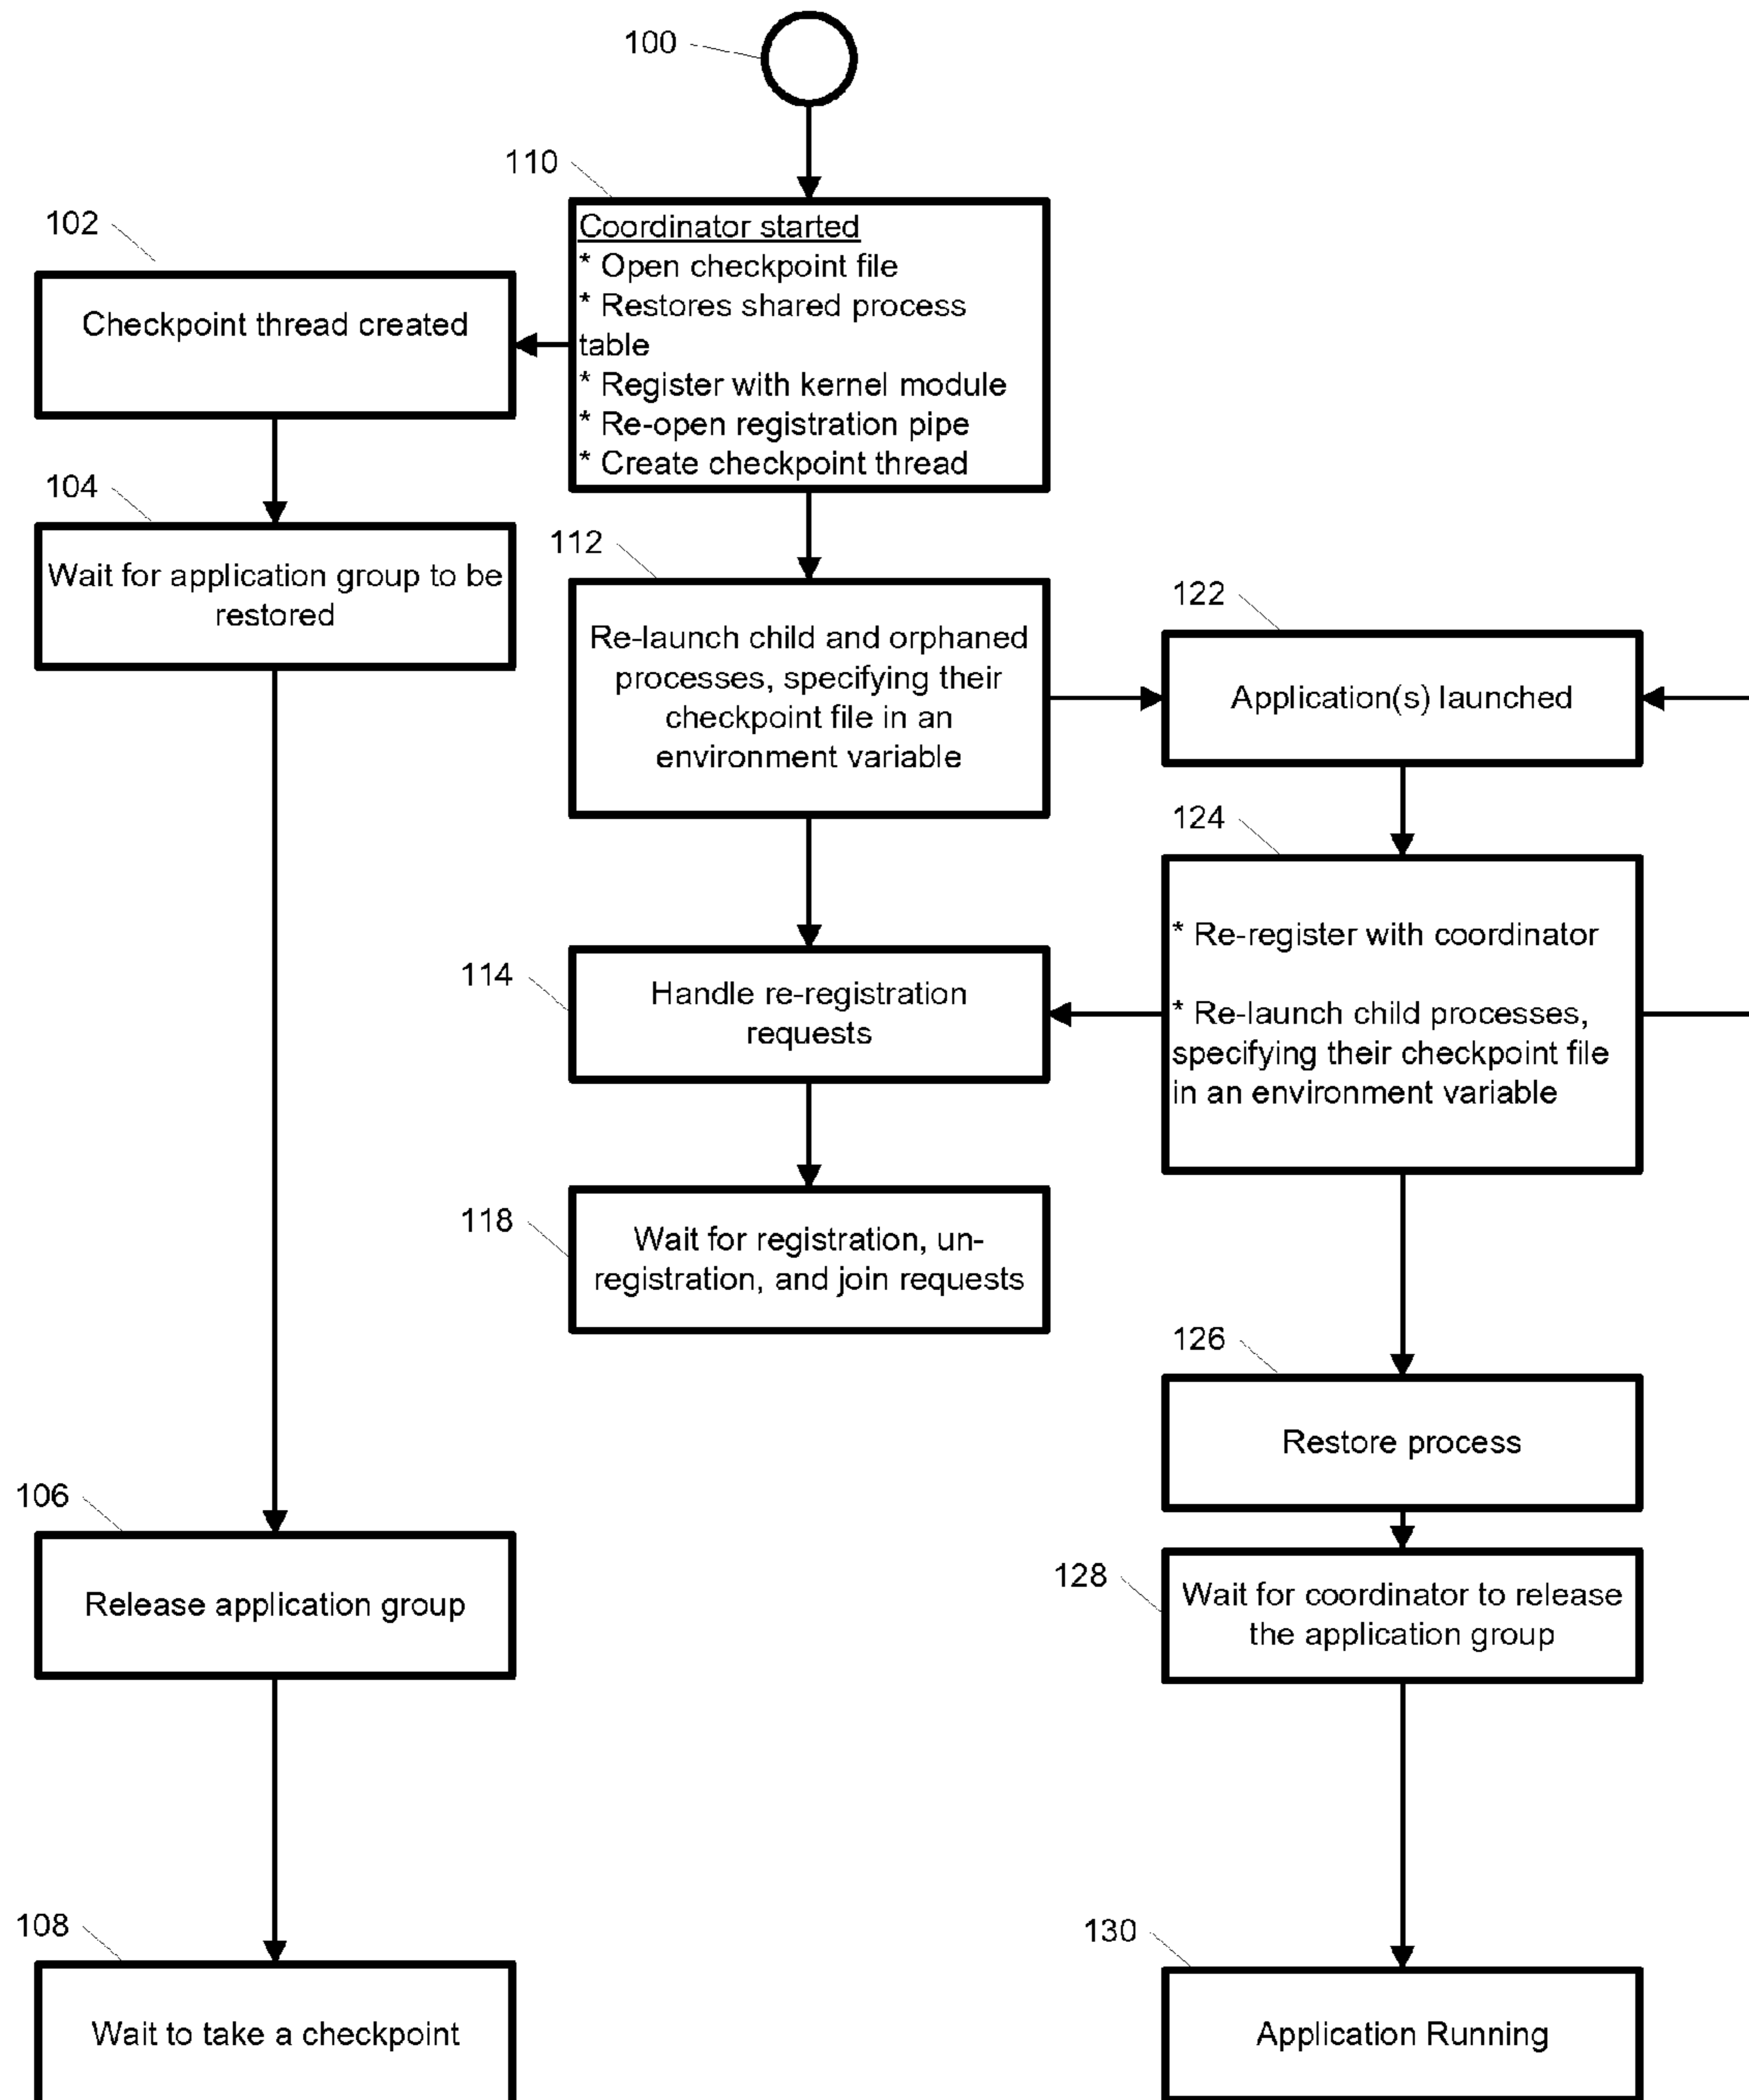 100
110
Coordinator started
* Open checkpoint file
* Restores shared process
table
* Register with kernel module
* Re-open registration pipe
* Create checkpoint thread
102
Checkpoint thread created
104
Wait for application group to be
restored
112
Re-launch child and orphaned
processes, specifying their
checkpoint file in an
environment variable
122
Application(s) launched
124
* Re-register with coordinator
* Re-launch child processes,
specifying their checkpoint file
in an environment variable
114
Handle re-registration
requests
118
Wait for registration, un-
registration, and join requests
126
Restore process
106
Release application group
128
Wait for coordinator to release
the application group
108
Wait to take a checkpoint
130
Application Running